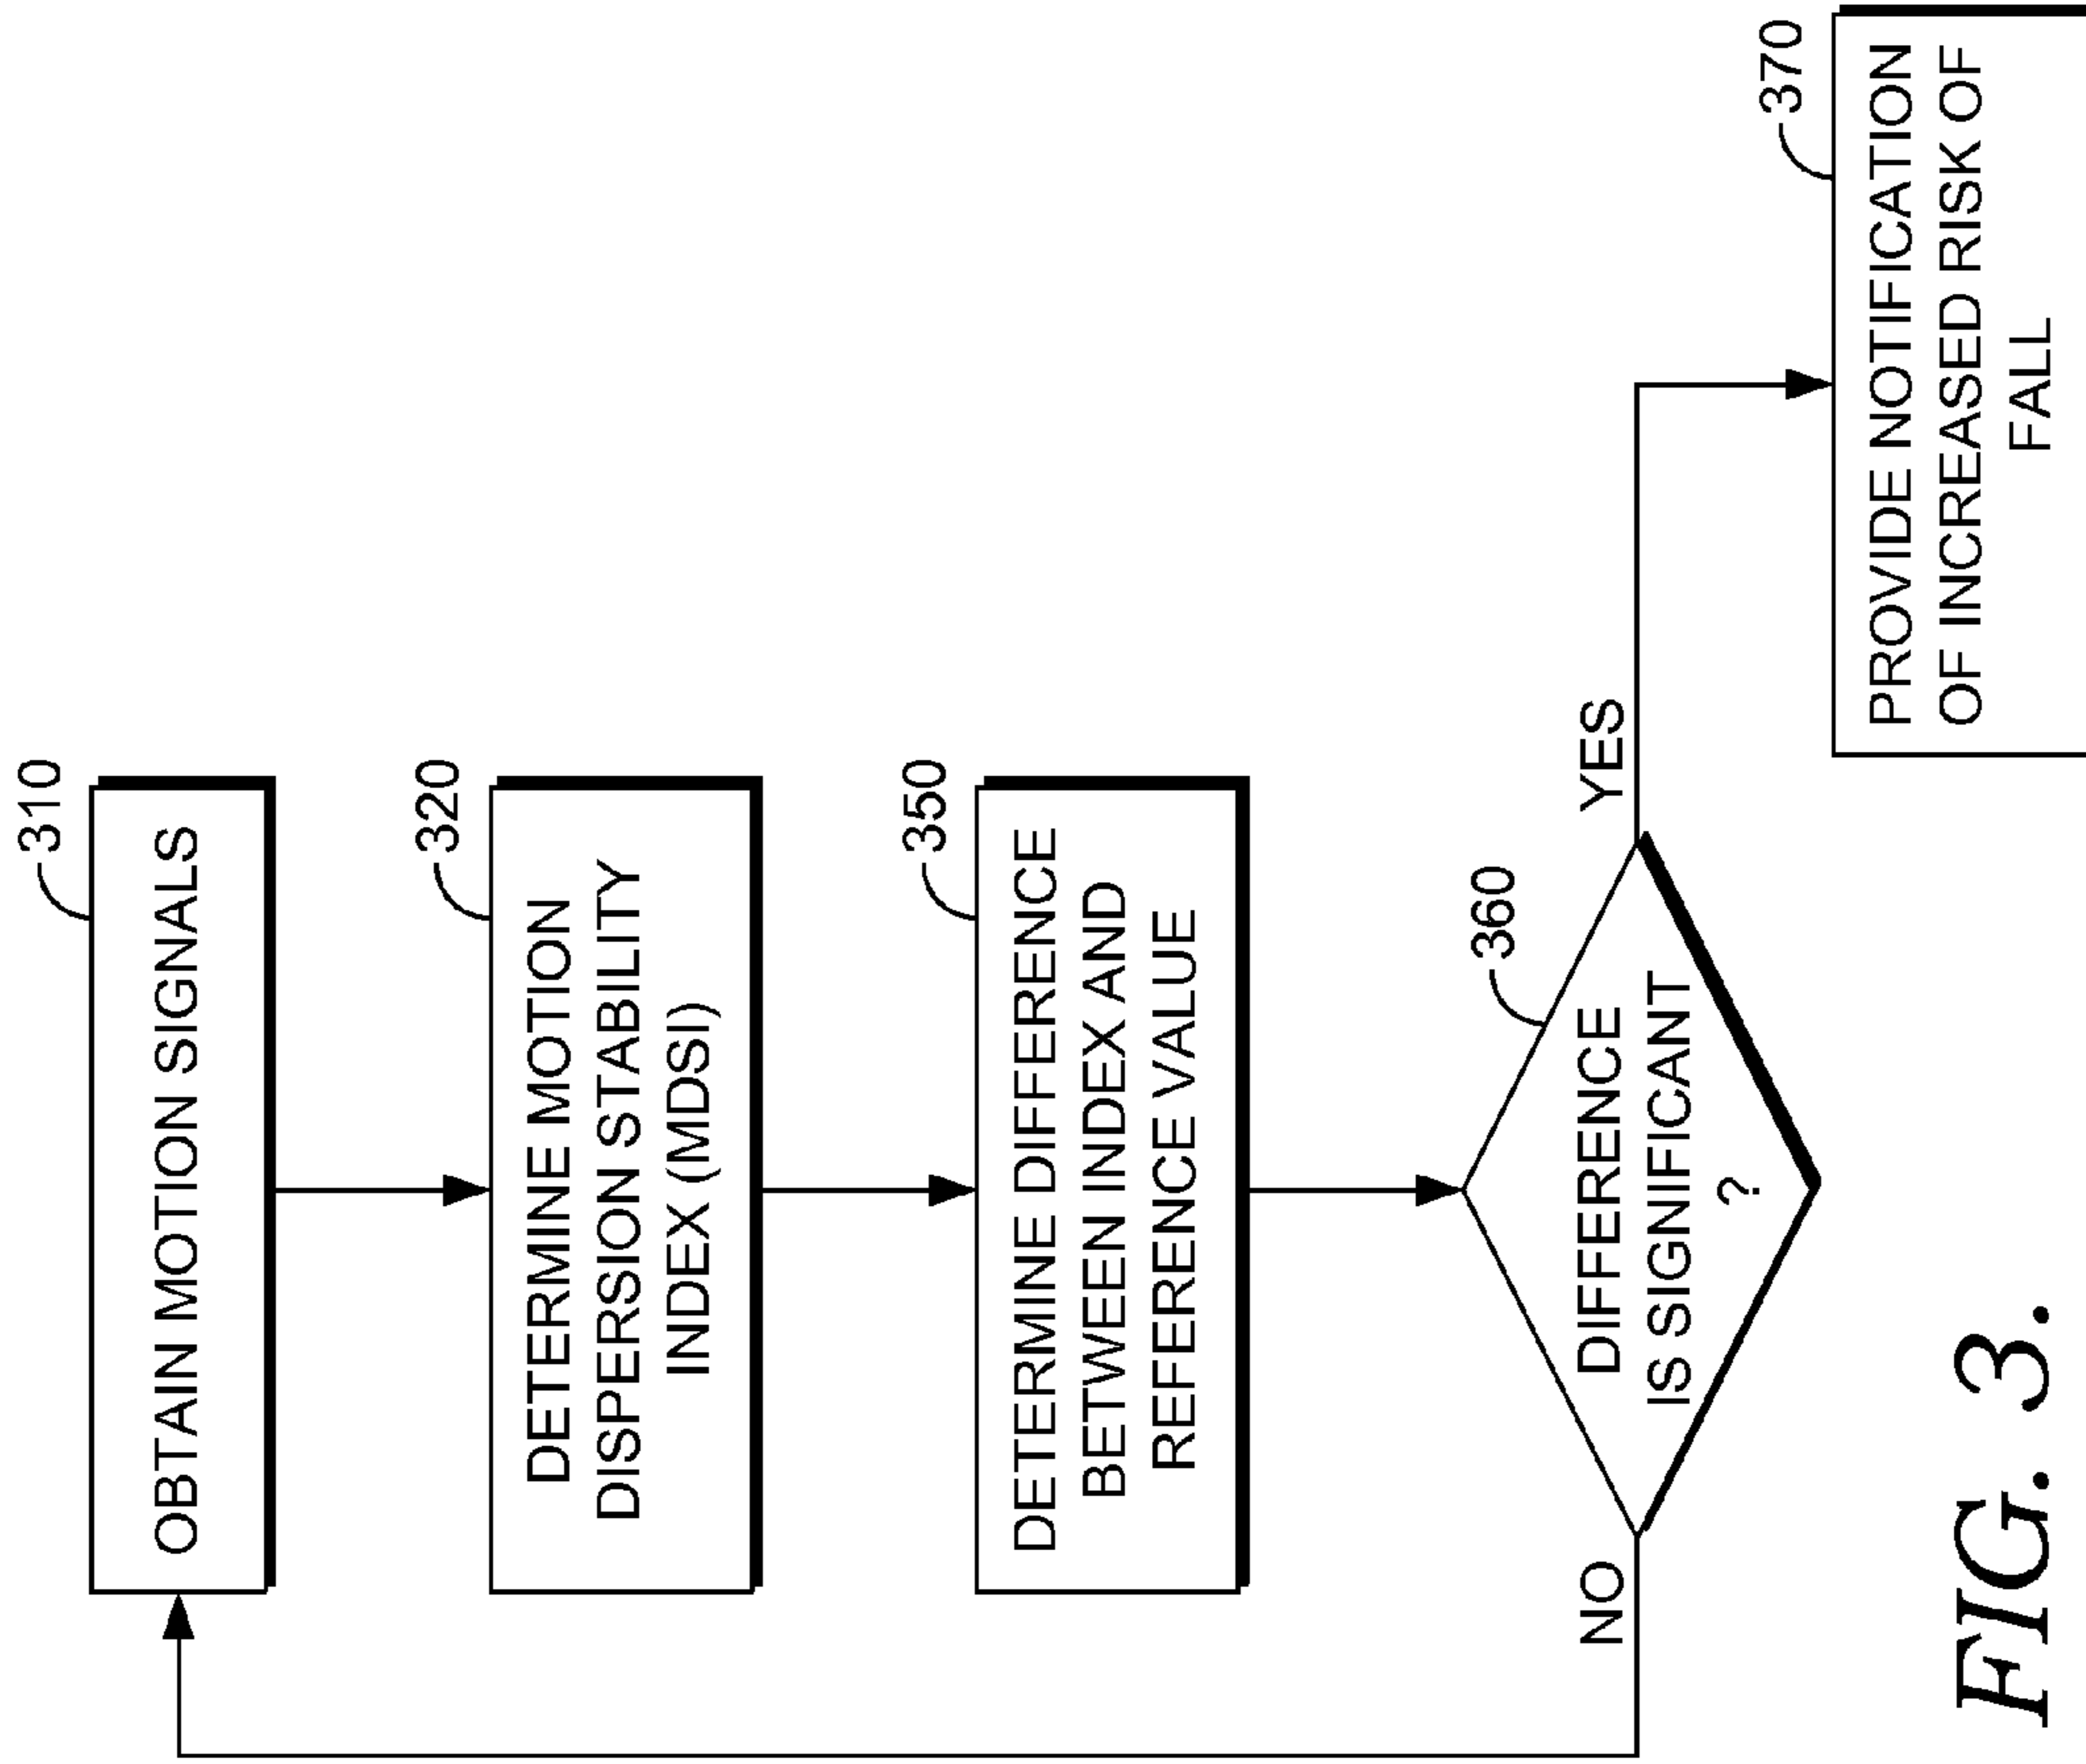 310
OBTAIN MOTION SIGNALS
320
DETERMINE MOTION
DISPERSION STABILITY
INDEX (MDSI)
350
DETERMINE DIFFERENCE
BETWEEN INDEX AND
REFERENCE VALUE
360
DIFFERENCE
IS SIGNIFICANT
?
NO
YES
370
PROVIDE NOTIFICATION
OF INCREASED RISK OF
FALL
FIG. 3.